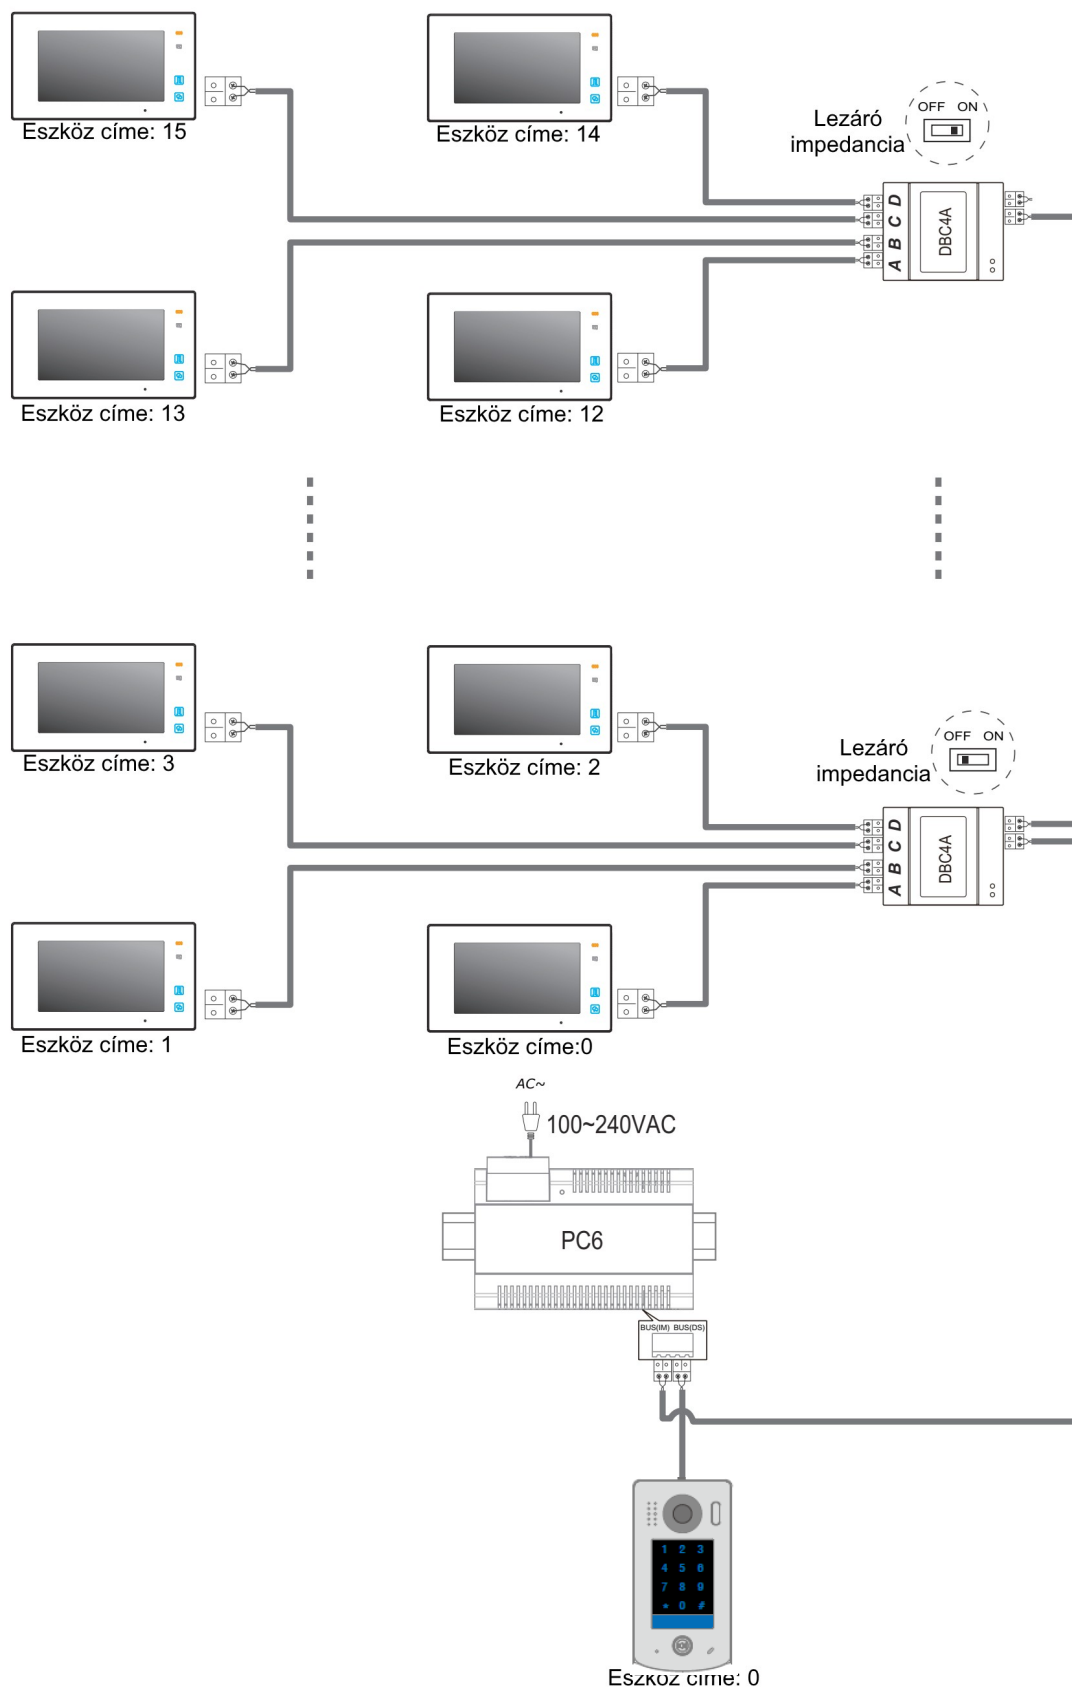 Eszköz címe: 15
Eszköz címe: 14
Lezáró
impedancia
OFF ON
A B C D
DBC4A
Eszköz címe: 13
Eszköz címe: 12
Eszköz címe: 3
Eszköz címe: 2
Lezáró
impedancia
OFF ON
A B C D
DBC4A
Eszköz címe: 1
Eszköz címe:0
AC~
100~240VAC
PC6
BUS(IM) BUS(DS)
1 2 3
4 5 6
7 8 9
* 0 #
Eszköz címe: 0